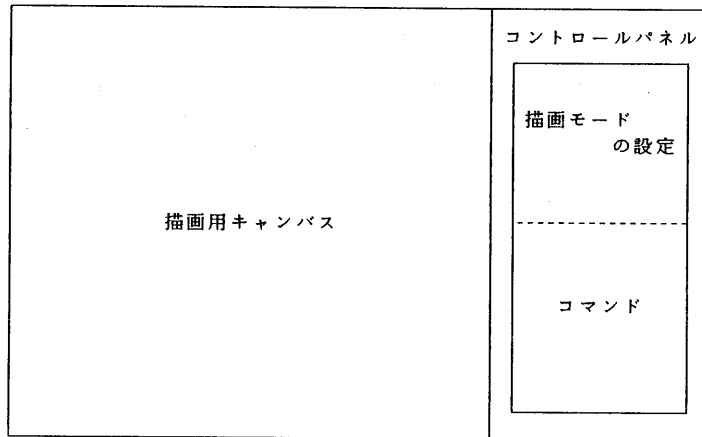 コントロールパネル
描画モード
の設定
描画用キャンバス
コマンド